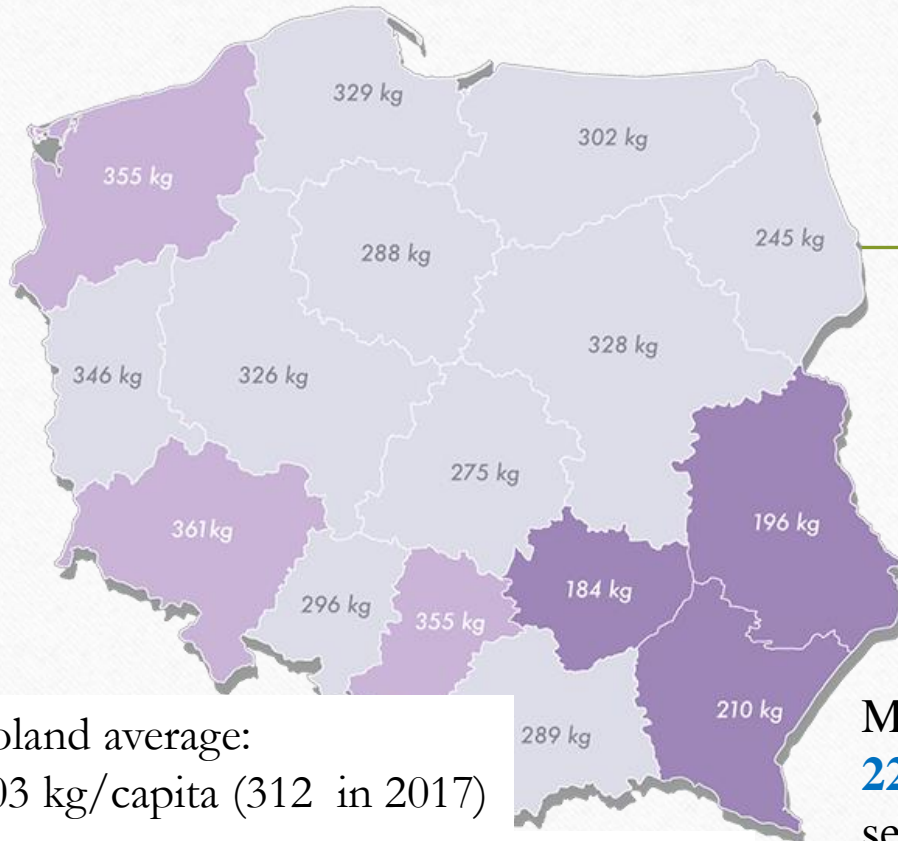 329 kg
302 kg
355 kg
245 kg
288 kg
328 kg
346 kg
326 kg
275 kg
361kg
196 kg
184 kg
296 kg
355 kg
210 kg
289 kg
oland average:
03 kg/capita (312 in 2017)
M
22
se